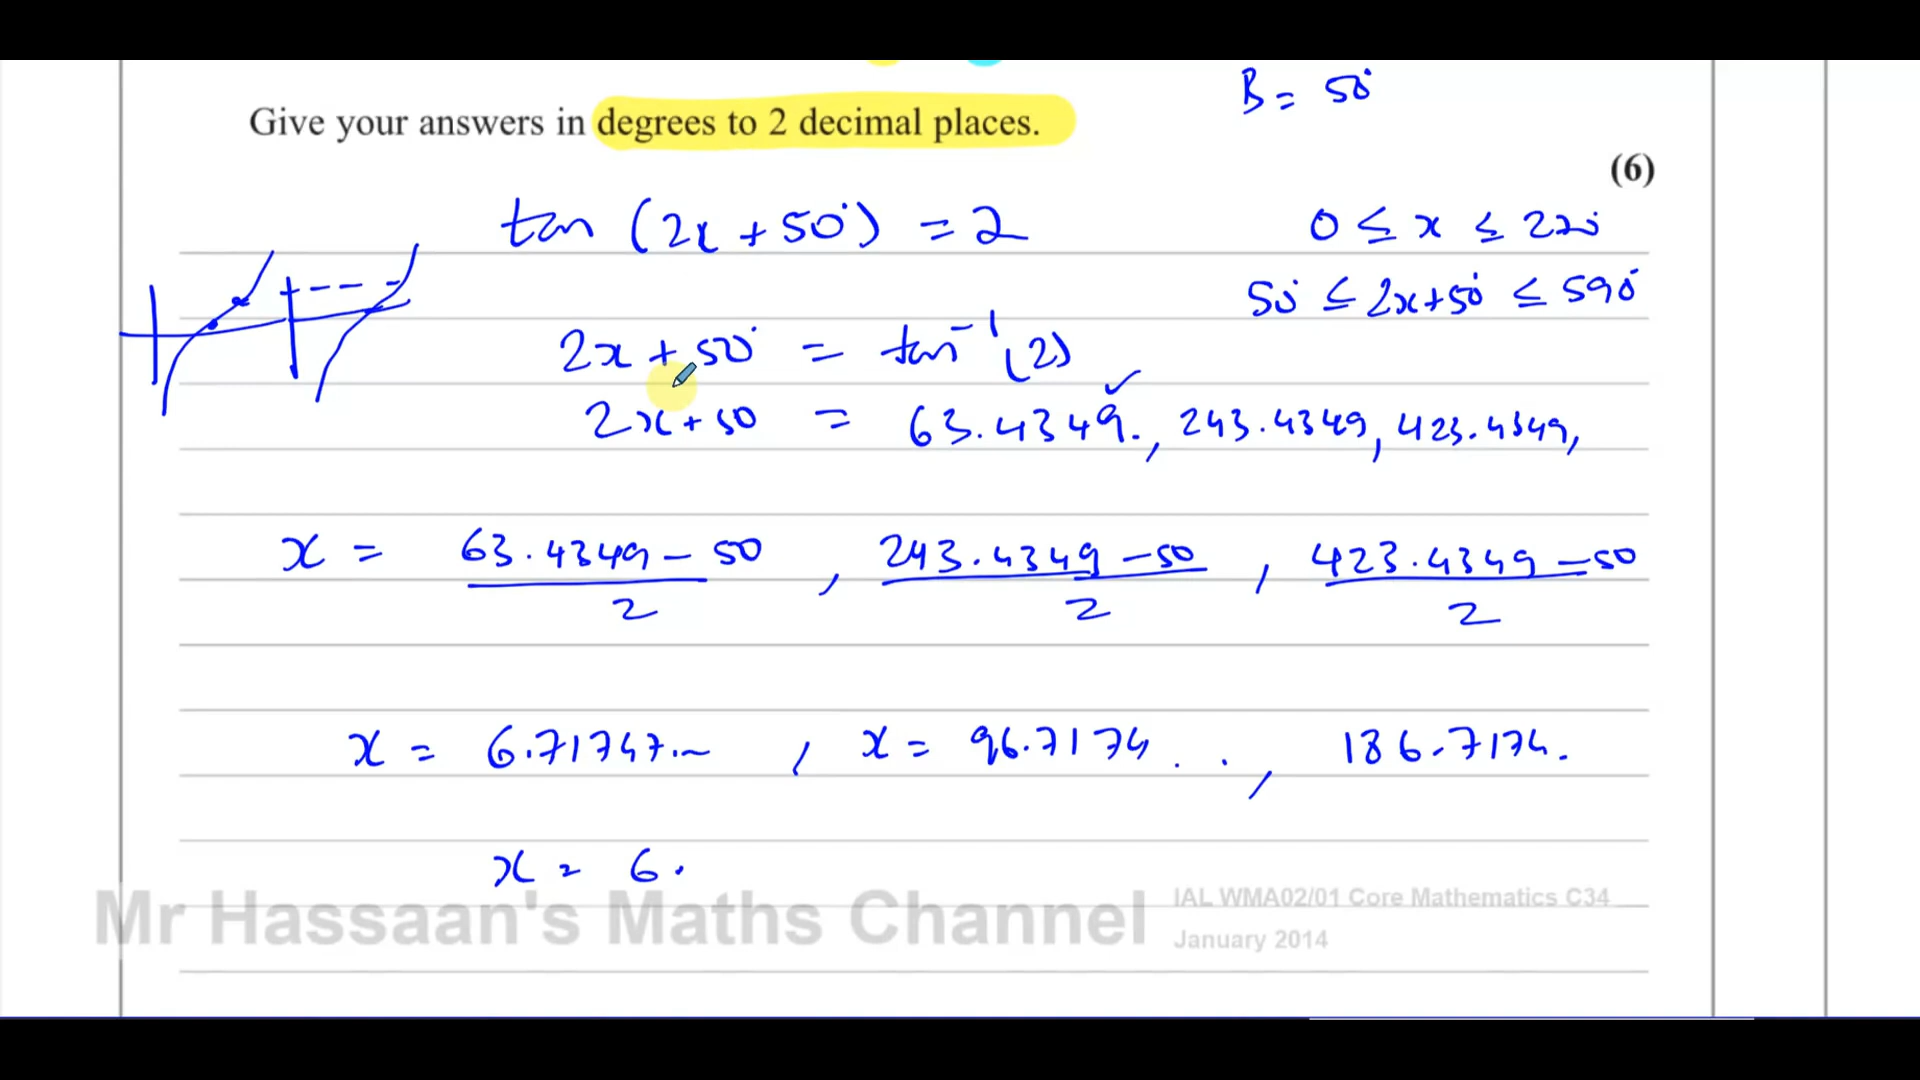 B = 50°
Give your answers in degrees to 2 decimal places.
(6)
tan (2x + 50°) = 2
0 ≤ x ≤ 220°
50° ≤ 2x+50° ≤ 590°
2x + 50° = tan⁻¹ (2)
2x+50 = 63.4349., 243.4349, 423.4349,
x = 63.4349 – 50 / 2 , 243.4349 – 50 / 2 , 423.4349 – 50 / 2
x = 6.71747.~ , x = 96.7174 . . , 186.7174.
x = 6.
Mr Hassaan's Maths Channel
IAL WMA02/01 Core Mathematics C34
January 2014